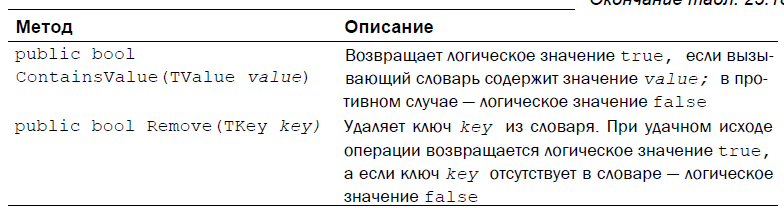 Окончание табл. 25.18
Метод Описание
public bool Возвращает логическое значение true, если вызы-
ContainsValue(TValue value) вающий словарь содержит значение value; в про-
тивном случае — логическое значение false
public bool Remove(TKey key) Удаляет ключ key из словаря. При удачном исходе
операции возвращается логическое значение true,
а если ключ key отсутствует в словаре — логическое
значение false